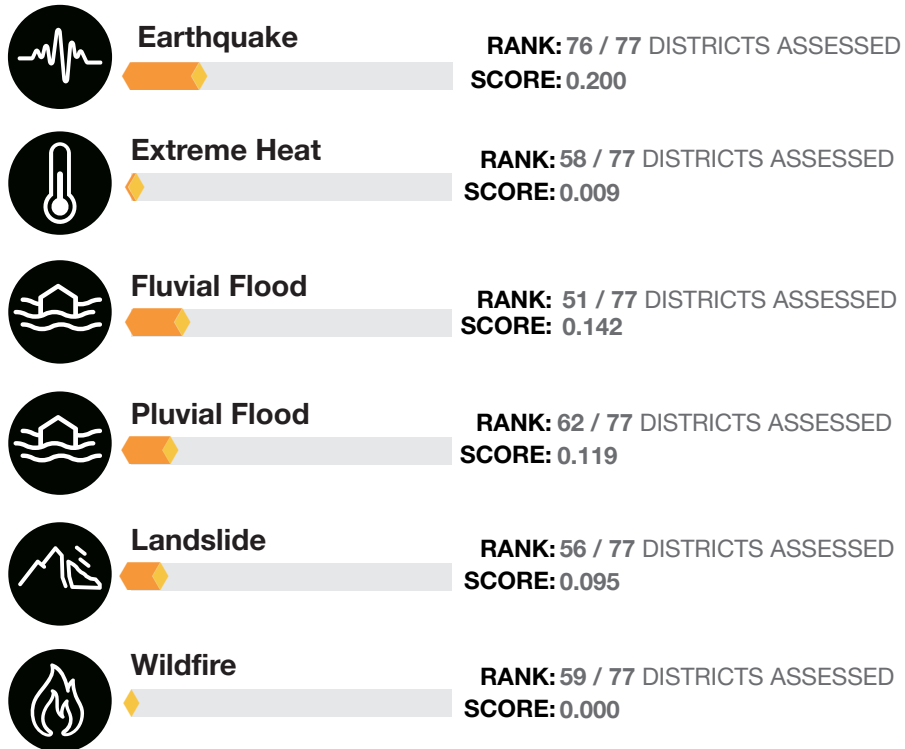 Earthquake
RANK: 76 / 77 DISTRICTS ASSESSED
SCORE: 0.200
Extreme Heat
RANK: 58 / 77 DISTRICTS ASSESSED
SCORE: 0.009
Fluvial Flood
RANK: 51 / 77 DISTRICTS ASSESSED
SCORE: 0.142
Pluvial Flood
RANK: 62 / 77 DISTRICTS ASSESSED
SCORE: 0.119
Landslide
RANK: 56 / 77 DISTRICTS ASSESSED
SCORE: 0.095
Wildfire
RANK: 59 / 77 DISTRICTS ASSESSED
SCORE: 0.000